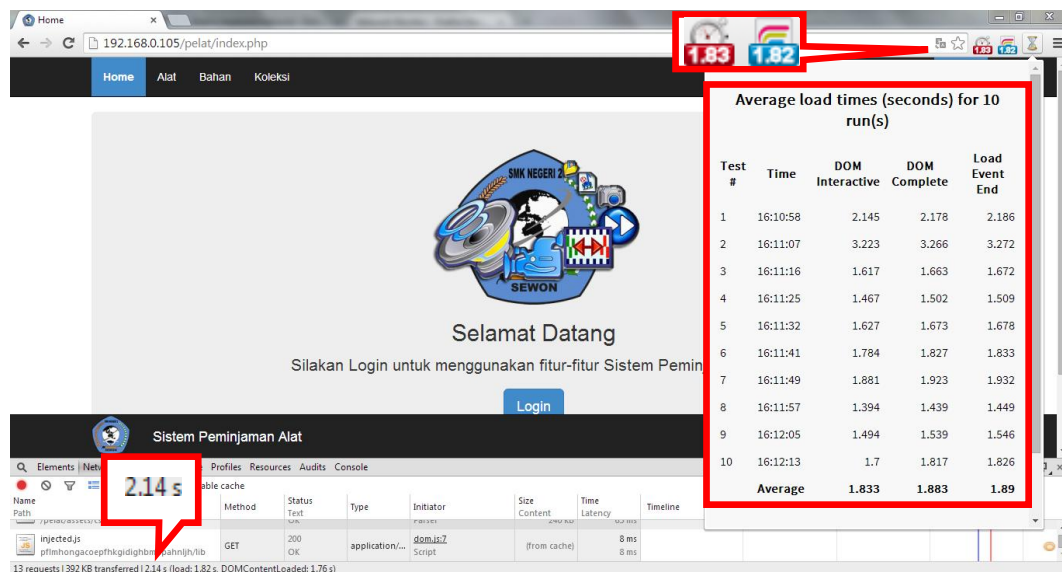 Home
192.168.0.105/pelat/index.php
1.83 1.82
1.83 1.82
Home Alat Bahan Koleksi
SMK NEGERI 2
SEWON
Selamat Datang
Silakan Login untuk menggunakan fitur-fitur Sistem Pemin
Login
Average load times (seconds) for 10
run(s)
Test # Time DOM Interactive DOM Complete Load Event End
1 16:10:58 2.145 2.178 2.186
2 16:11:07 3.223 3.266 3.272
3 16:11:16 1.617 1.663 1.672
4 16:11:25 1.467 1.502 1.509
5 16:11:32 1.627 1.673 1.678
6 16:11:41 1.784 1.827 1.833
7 16:11:49 1.881 1.923 1.932
8 16:11:57 1.394 1.439 1.449
9 16:12:05 1.494 1.539 1.546
10 16:12:13 1.7 1.817 1.826
Average 1.833 1.883 1.89
Sistem Peminjaman Alat
Elements Profiles Resources Audits Console
2.14 s
cache
Name Method Status Type Initiator Size Time Timeline
Path Text Content Latency
injected.js GET 200 application/... dom.js:7 (from cache) 8 ms
OK Script 8 ms
13 requests | 392 KB transferred | 2.14 s (load: 1.82 s, DOMContentLoaded: 1.76 s)